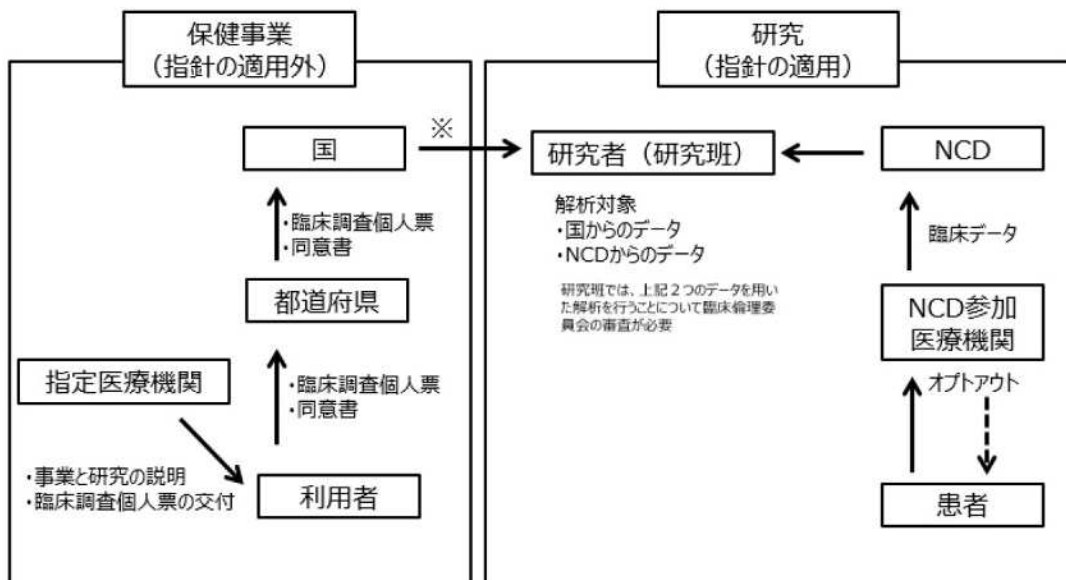 保健事業
（指針の適用外）
国
※
・臨床調査個人票
・同意書
都道府県
指定医療機関
・臨床調査個人票
・同意書
・事業と研究の説明
・臨床調査個人票の交付
利用者
研究
（指針の適用）
研究者（研究班）
NCD
解析対象
・国からのデータ
・NCDからのデータ
研究班では、上記２つのデータを用い
た解析を行うことについて臨床倫理委
員会の審査が必要
臨床データ
NCD参加
医療機関
オプトアウト
患者